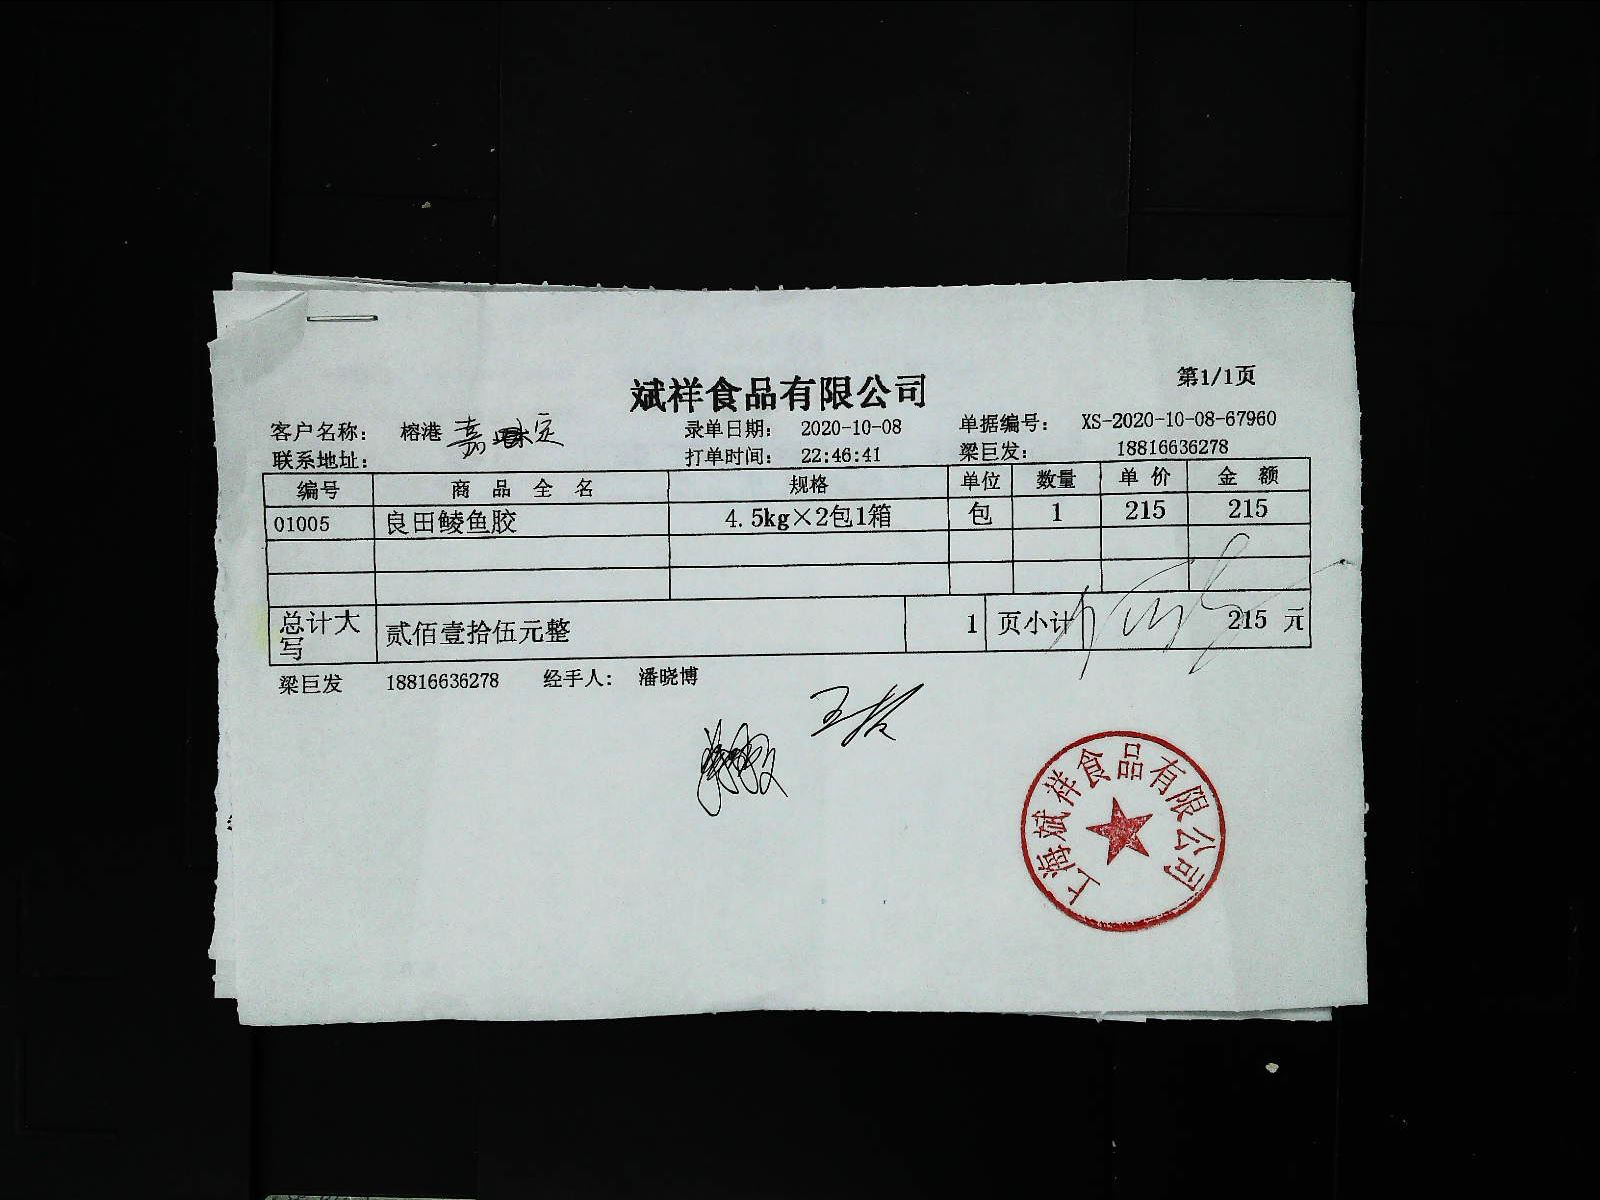 斌祥食品有限公司
第1/1页
客户名称: 榕港 嘉定
录单日期: 2020-10-08
单据编号: XS-2020-10-08-67960
联系地址:
打单时间: 22:46:41
梁巨发: 18816636278
编号 商品全名 规格 单位 数量 单价 金额
01005 良田鲮鱼胶 4.5kg×2包1箱 包 1 215 215
总计大写 贰佰壹拾伍元整 1 页小计 215 元
梁巨发 18816636278 经手人: 潘晓博
上海斌祥食品有限公司